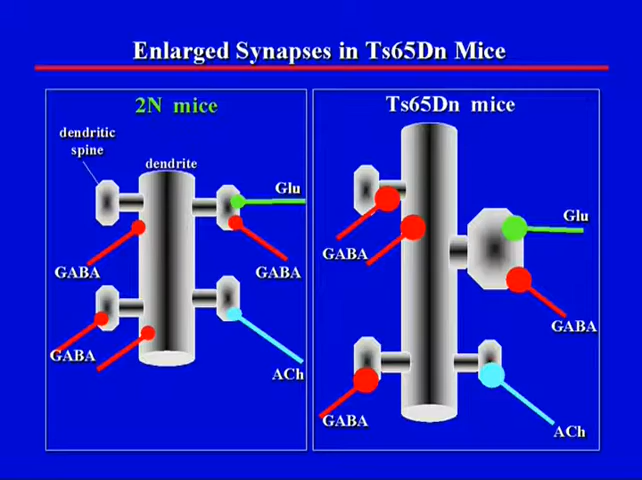 Enlarged Synapses in Ts65Dn Mice
2N mice
dendritic
spine
dendrite
Glu
GABA
GABA
GABA
ACh
Ts65Dn mice
Glu
GABA
GABA
GABA
ACh